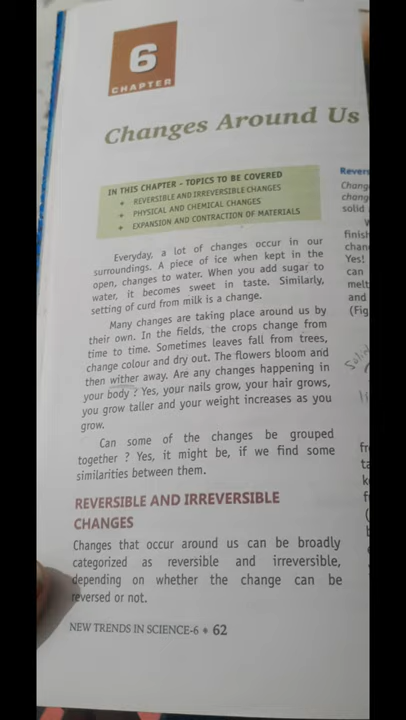 6
CHAPTER
Changes Around Us
IN THIS CHAPTER – TOPICS TO BE COVERED
✦ REVERSIBLE AND IRREVERSIBLE CHANGES
✦ PHYSICAL AND CHEMICAL CHANGES
✦ EXPANSION AND CONTRACTION OF MATERIALS
Everyday, a lot of changes occur in our
surroundings. A piece of ice when kept in the
open, changes to water. When you add sugar to
water, it becomes sweet in taste. Similarly,
setting of curd from milk is a change.
Many changes are taking place around us by
their own. In the fields, the crops change from
time to time. Sometimes leaves fall from trees,
change colour and dry out. The flowers bloom and
then wither away. Are any changes happening in
your body ? Yes, your nails grow, your hair grows,
you grow taller and your weight increases as you
grow.
Can some of the changes be grouped
together ? Yes, it might be, if we find some
similarities between them.
REVERSIBLE AND IRREVERSIBLE
CHANGES
Changes that occur around us can be broadly
categorized as reversible and irreversible,
depending on whether the change can be
reversed or not.
NEW TRENDS IN SCIENCE-6 ✦ 62
Revers
Chang
chang
solid
W
finish
chan
Yes!
can
melt
and
(Fig
fr
ta
k
f
(